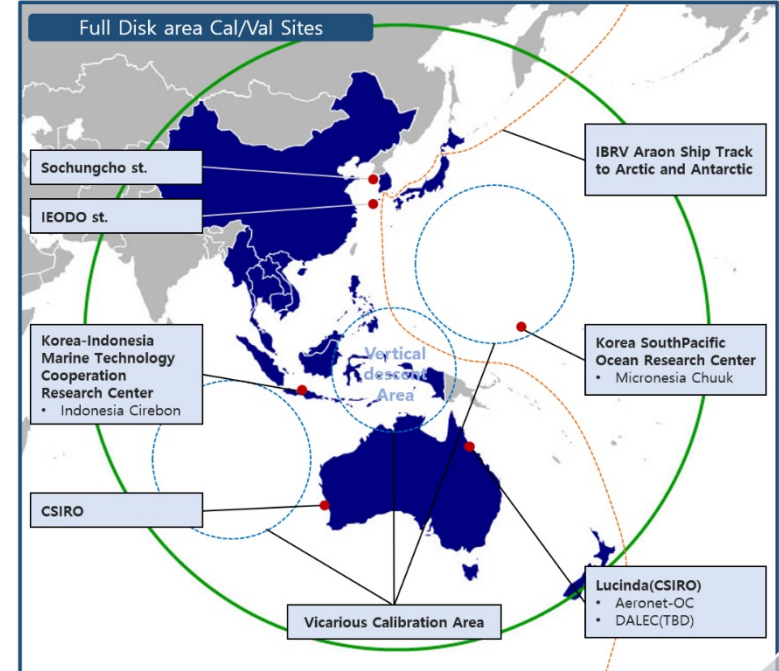 Full Disk area Cal/Val Sites
Sochungcho st.
IEODO st.
IBRV Araon Ship Track
to Arctic and Antarctic
Korea-Indonesia
Marine Technology
Cooperation
Research Center
• Indonesia Cirebon
Vertical
descent
Area
Korea SouthPacific
Ocean Research Center
• Micronesia Chuuk
CSIRO
Vicarious Calibration Area
Lucinda(CSIRO)
• Aeronet-OC
• DALEC(TBD)